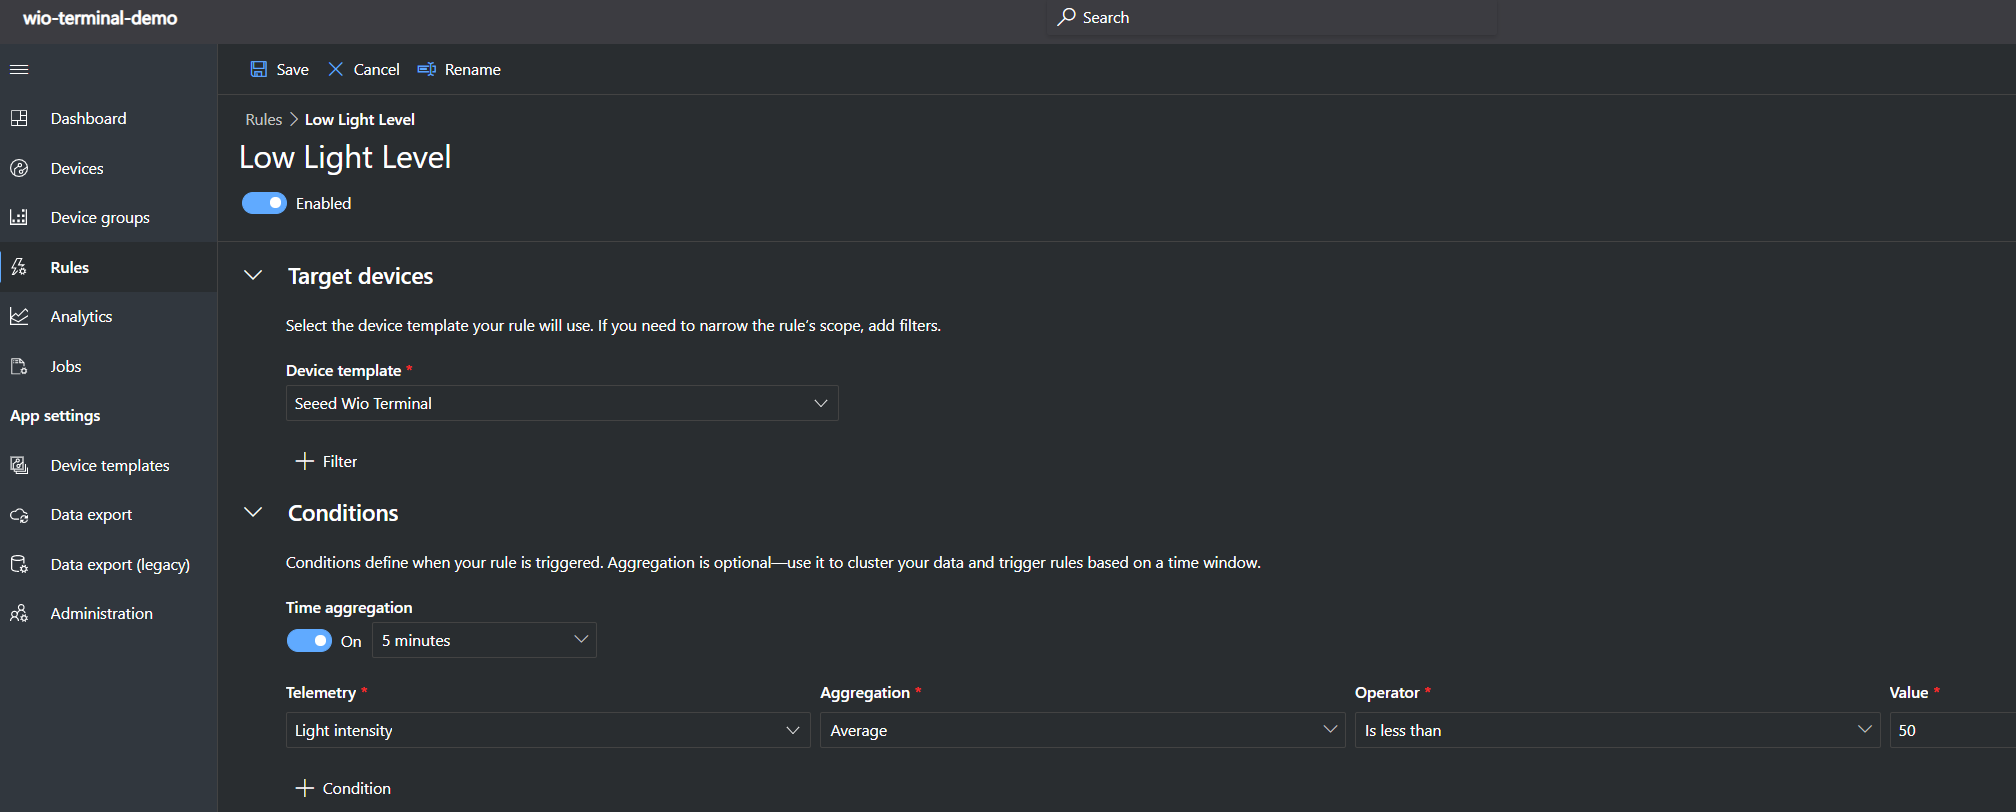 wio-terminal-demo
Search
Save Cancel Rename
Dashboard
Devices
Device groups
Rules
Analytics
Jobs
App settings
Device templates
Data export
Data export (legacy)
Administration
Rules > Low Light Level
Low Light Level
Enabled
Target devices
Select the device template your rule will use. If you need to narrow the rule's scope, add filters.
Device template *
Seeed Wio Terminal
+ Filter
Conditions
Conditions define when your rule is triggered. Aggregation is optional—use it to cluster your data and trigger rules based on a time window.
Time aggregation
On 5 minutes
Telemetry * Aggregation * Operator * Value *
Light intensity Average Is less than 50
+ Condition